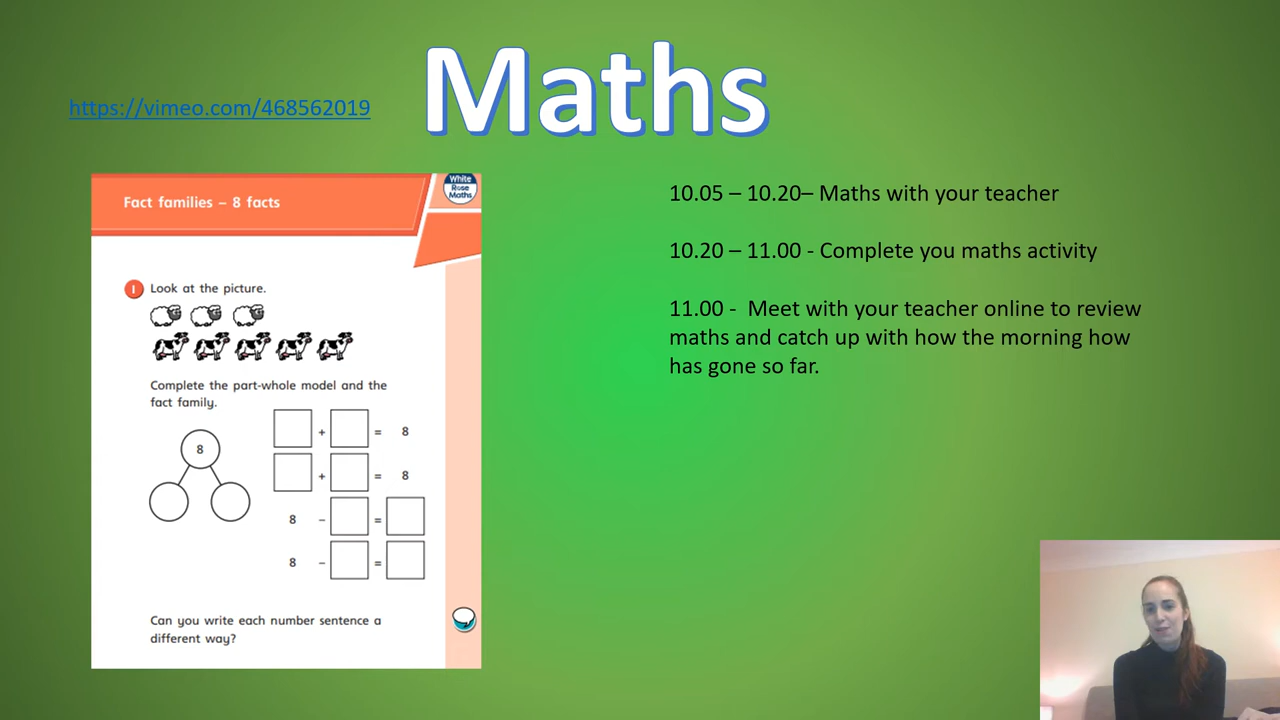 Maths
https://vimeo.com/468562019
White
Rose
Maths
Fact families – 8 facts
1 Look at the picture.
Complete the part-whole model and the
fact family.
8
+ = 8
+ = 8
8 - =
8 - =
Can you write each number sentence a
different way?
10.05 – 10.20– Maths with your teacher
10.20 – 11.00 - Complete you maths activity
11.00 -  Meet with your teacher online to review
maths and catch up with how the morning how
has gone so far.